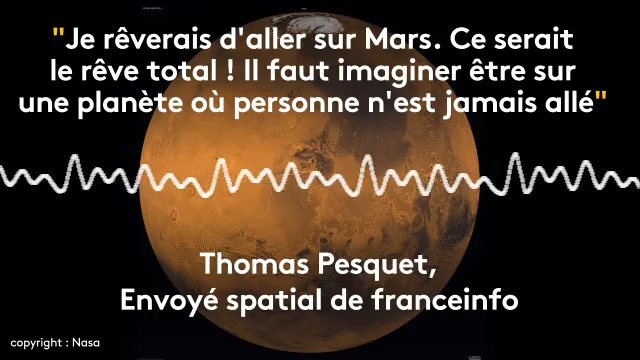 "Je rêverais d'aller sur Mars. Ce serait
le rêve total ! Il faut imaginer être sur
une planète où personne n'est jamais allé"
Thomas Pesquet,
Envoyé spatial de franceinfo
copyright : Nasa